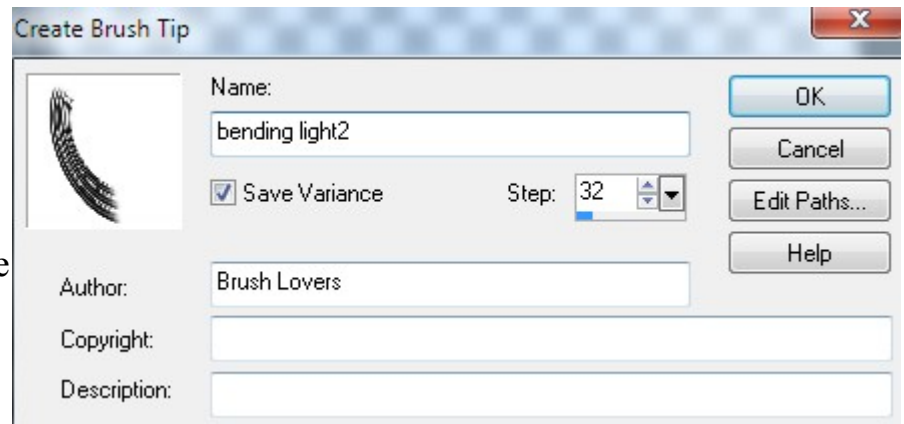 Create Brush Tip
Name:
OK
bending light2
Cancel
Save Variance
Step: 32
Edit Paths...
Help
e
Author: Brush Lovers
Copyright:
Description: